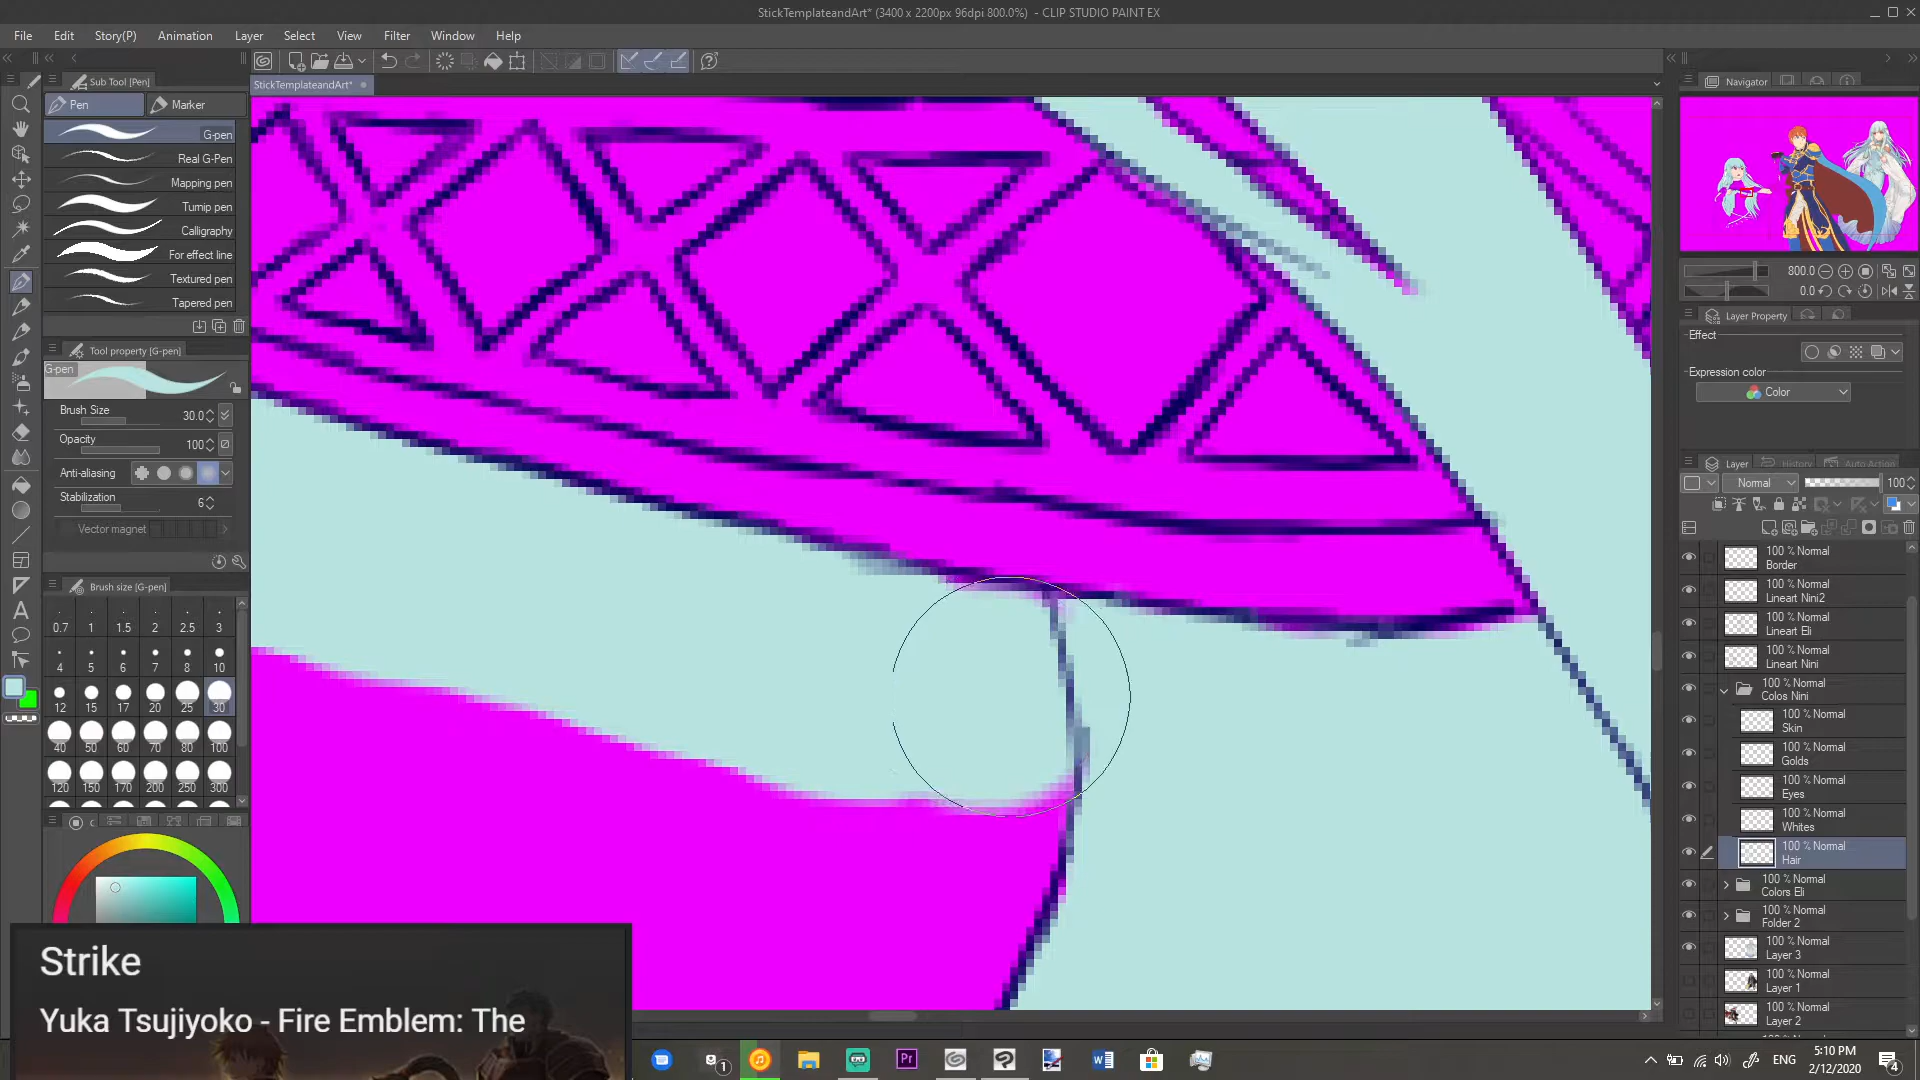 StickTemplateandArt* (3400 x 2200px 96dpi 800.0%) - CLIP STUDIO PAINT EX
File Edit Story(P) Animation Layer Select View Filter Window Help
Sub Tool [Pen]
Pen Marker
G-pen
Real G-Pen
Mapping pen
Turnip pen
Calligraphy
For effect line
Textured pen
Tapered pen
Tool property [G-pen]
G-pen
Brush Size 30.0
Opacity 100
Anti-aliasing
Stabilization 6
Vector magnet
Brush size [G-pen]
0.7 1 1.5 2 2.5 3
4 5 6 7 8 10
12 15 17 20 25 30
40 50 60 70 80 100
120 150 170 200 250 300
StickTemplateandArt*
Navigator
800.0
0.0
Layer Property
Effect
Expression color
Color
Layer History Auto Action
Normal 100
100 % Normal
Border
100 % Normal
Lineart Nini2
100 % Normal
Lineart Eli
100 % Normal
Lineart Nini
100 % Normal
Colos Nini
100 % Normal
Skin
100 % Normal
Golds
100 % Normal
Eyes
100 % Normal
Whites
100 % Normal
Hair
100 % Normal
Colors Eli
100 % Normal
Folder 2
100 % Normal
Layer 3
100 % Normal
Layer 1
100 % Normal
Layer 2
Strike
Yuka Tsujiyoko - Fire Emblem: The
1
Pr
W
ENG
5:10 PM
2/12/2020
4